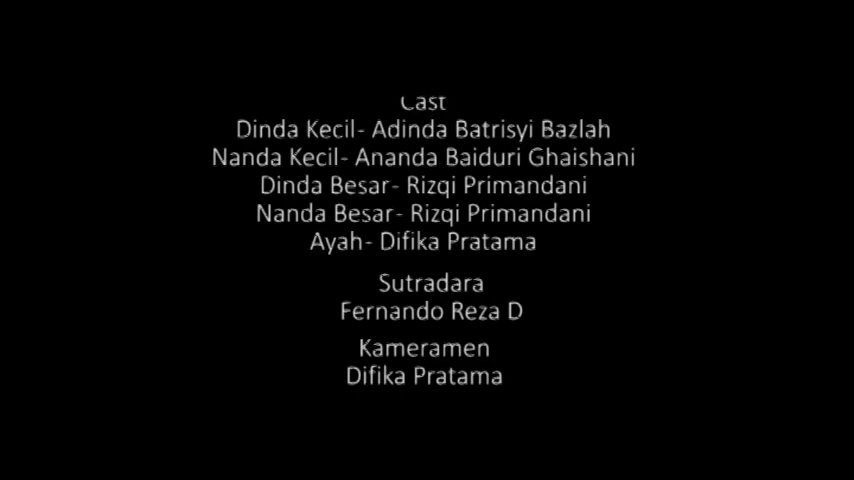 Cast
Dinda Kecil- Adinda Batrisyi Bazlah
Nanda Kecil- Ananda Baiduri Ghaishani
Dinda Besar- Rizqi Primandani
Nanda Besar- Rizqi Primandani
Ayah- Difika Pratama
Sutradara
Fernando Reza D
Kameramen
Difika Pratama